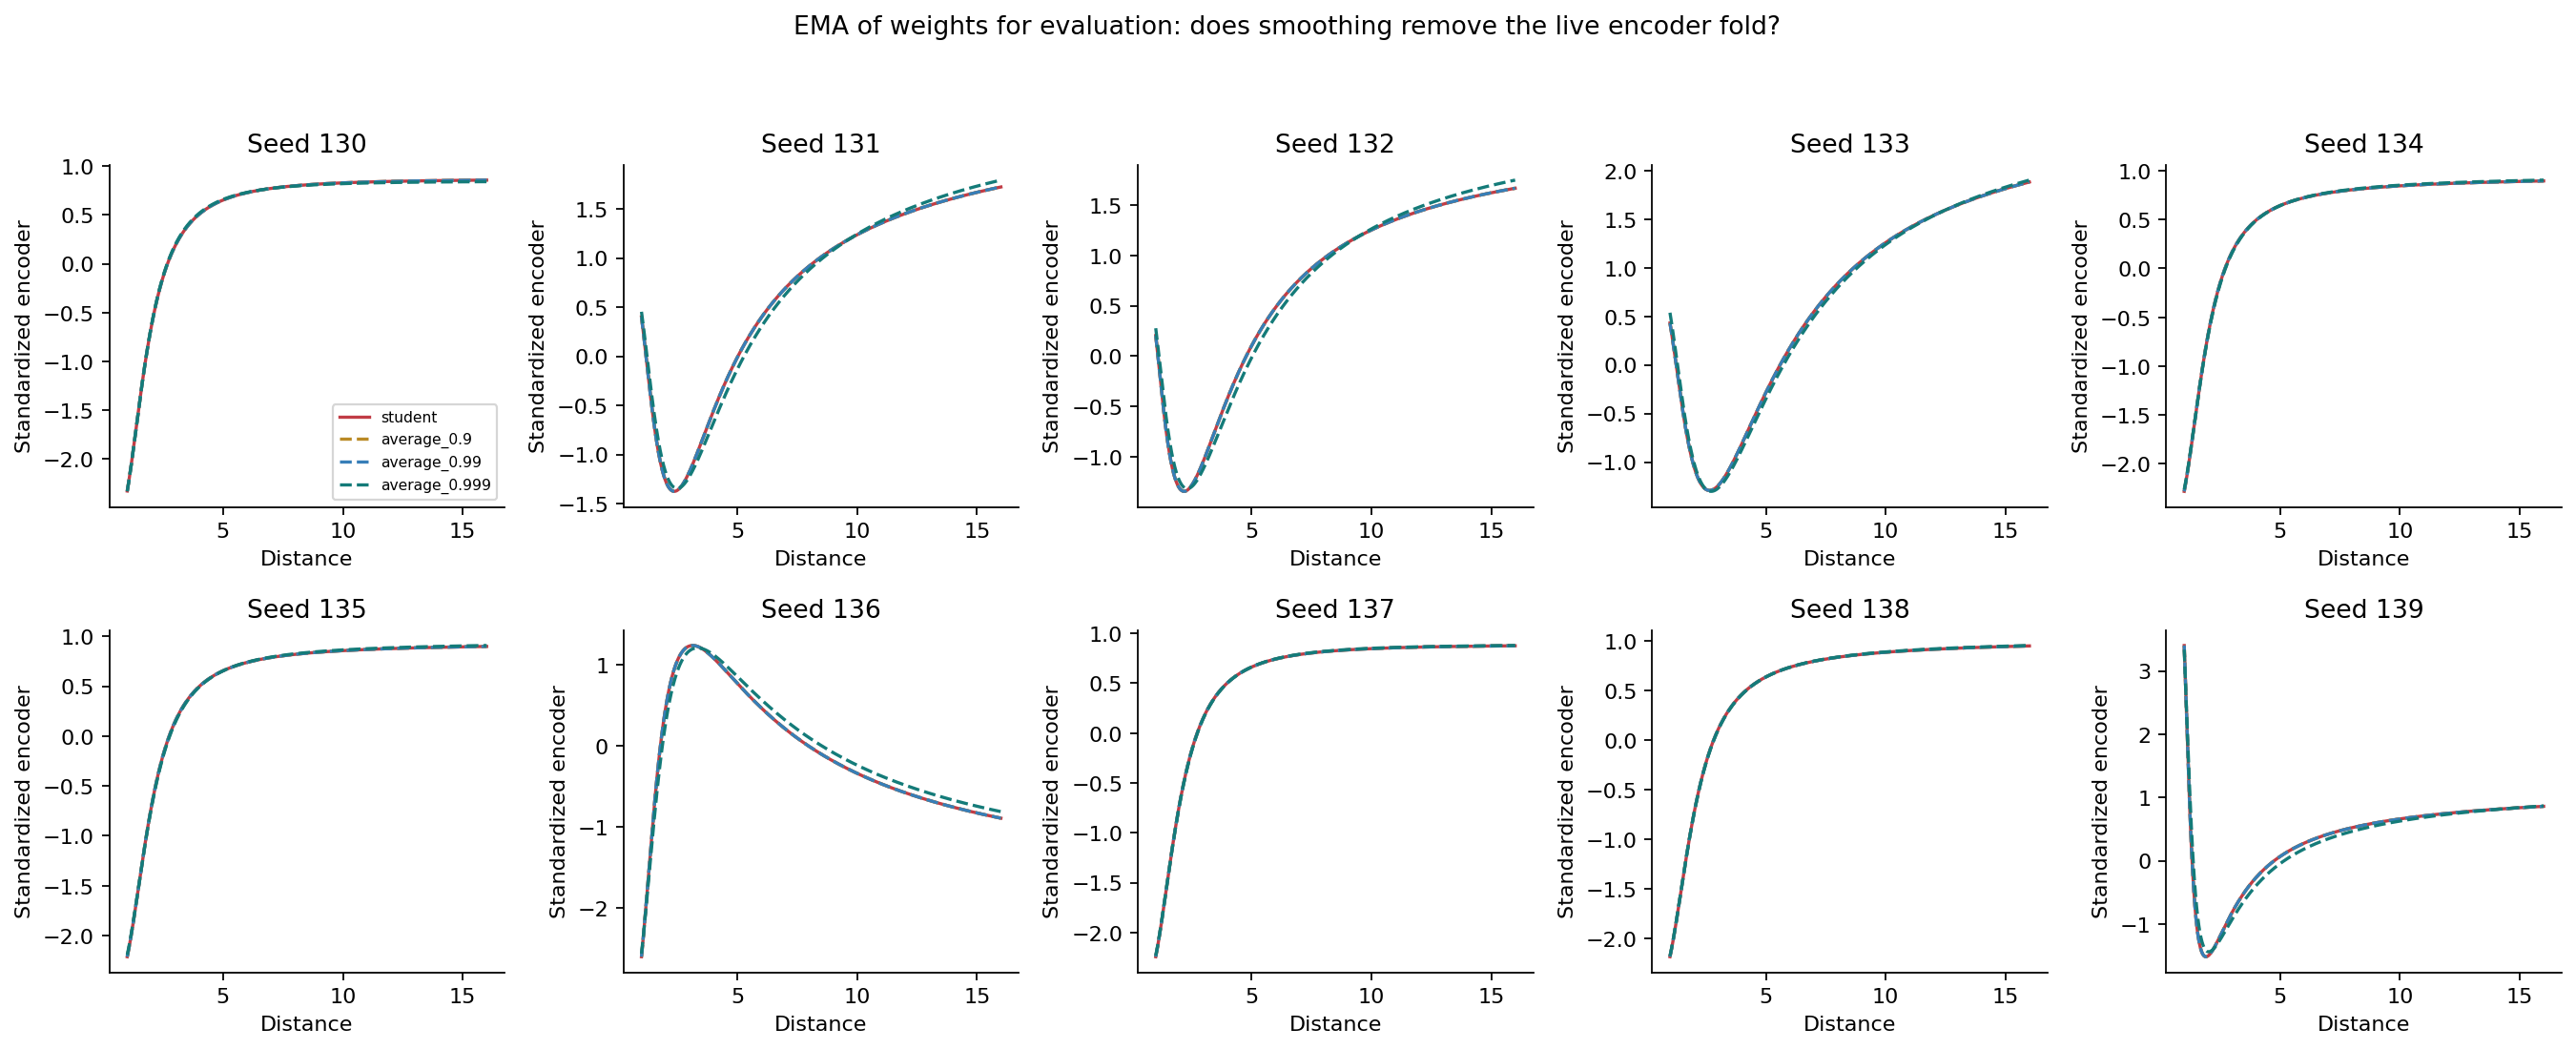 EMA of weights for evaluation: does smoothing remove the live encoder fold?
Seed 130
Standardized encoder
1.0
0.5
0.0
−0.5
−1.0
−1.5
−2.0
student
average_0.9
average_0.99
average_0.999
5 10 15
Distance
Seed 131
Standardized encoder
1.5
1.0
0.5
0.0
−0.5
−1.0
−1.5
5 10 15
Distance
Seed 132
Standardized encoder
1.5
1.0
0.5
0.0
−0.5
−1.0
5 10 15
Distance
Seed 133
Standardized encoder
2.0
1.5
1.0
0.5
0.0
−0.5
−1.0
5 10 15
Distance
Seed 134
Standardized encoder
1.0
0.5
0.0
−0.5
−1.0
−1.5
−2.0
5 10 15
Distance
Seed 135
Standardized encoder
1.0
0.5
0.0
−0.5
−1.0
−1.5
−2.0
5 10 15
Distance
Seed 136
Standardized encoder
1
0
−1
−2
5 10 15
Distance
Seed 137
Standardized encoder
1.0
0.5
0.0
−0.5
−1.0
−1.5
−2.0
5 10 15
Distance
Seed 138
Standardized encoder
1.0
0.5
0.0
−0.5
−1.0
−1.5
−2.0
5 10 15
Distance
Seed 139
Standardized encoder
3
2
1
0
−1
5 10 15
Distance